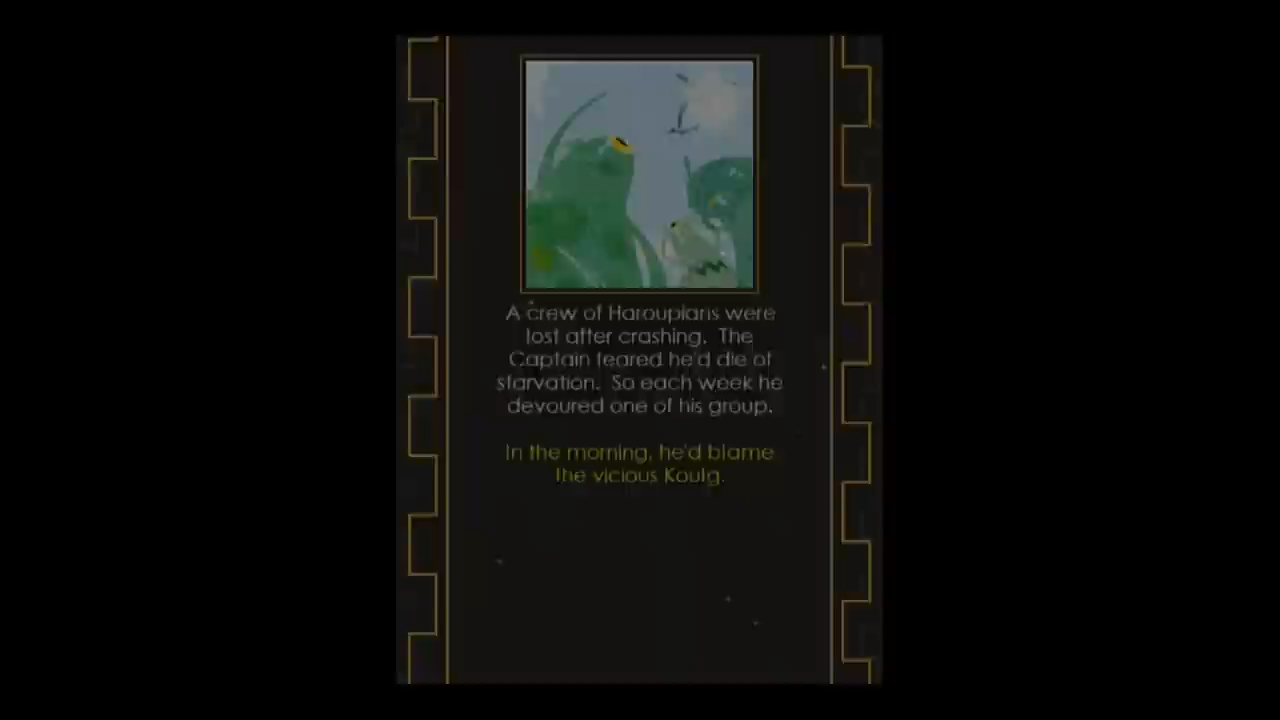 A crew of Haroupians were
lost after crashing. The
Captain feared he'd die of
starvation. So each week he
devoured one of his group.
In the morning, he'd blame
the vicious Koulg.